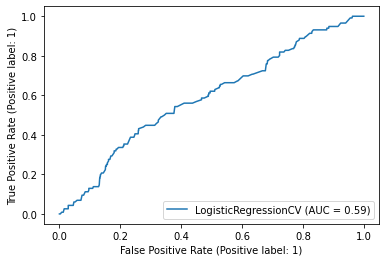 True Positive Rate (Positive label: 1)
1.0
0.8
0.6
0.4
0.2
0.0
LogisticRegressionCV (AUC = 0.59)
0.0 0.2 0.4 0.6 0.8 1.0
False Positive Rate (Positive label: 1)